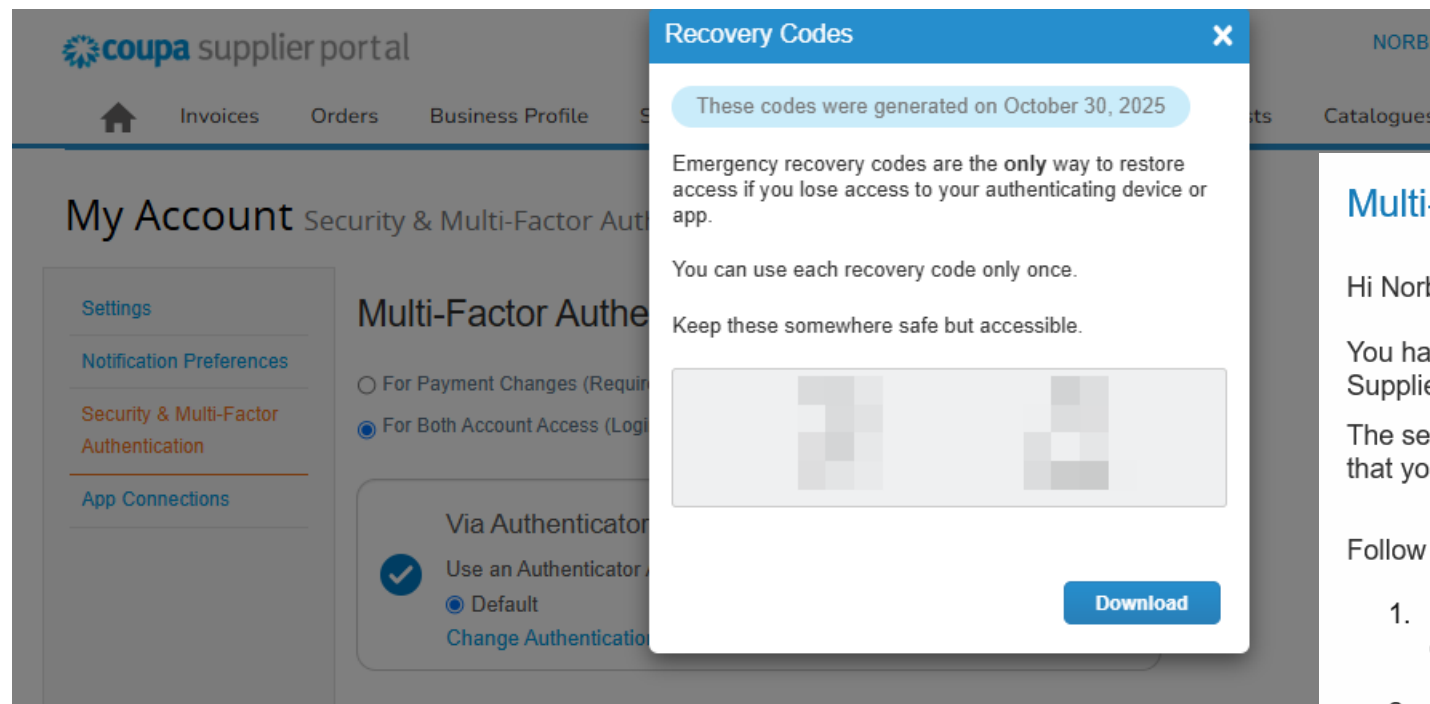 coupa supplier portal
NORB
Invoices Orders Business Profile S
sts Catalogues
My Account Security & Multi-Factor Aut
Settings
Notification Preferences
Security & Multi-Factor
Authentication
App Connections
Multi-Factor Authe
For Payment Changes (Requir
For Both Account Access (Logi
Via Authenticator
Use an Authenticator
Default
Change Authentication
Recovery Codes
These codes were generated on October 30, 2025
Emergency recovery codes are the only way to restore
access if you lose access to your authenticating device or
app.
You can use each recovery code only once.
Keep these somewhere safe but accessible.
Download
Multi-
Hi Norb
You ha
Supplie
The se
that yo
Follow
1.